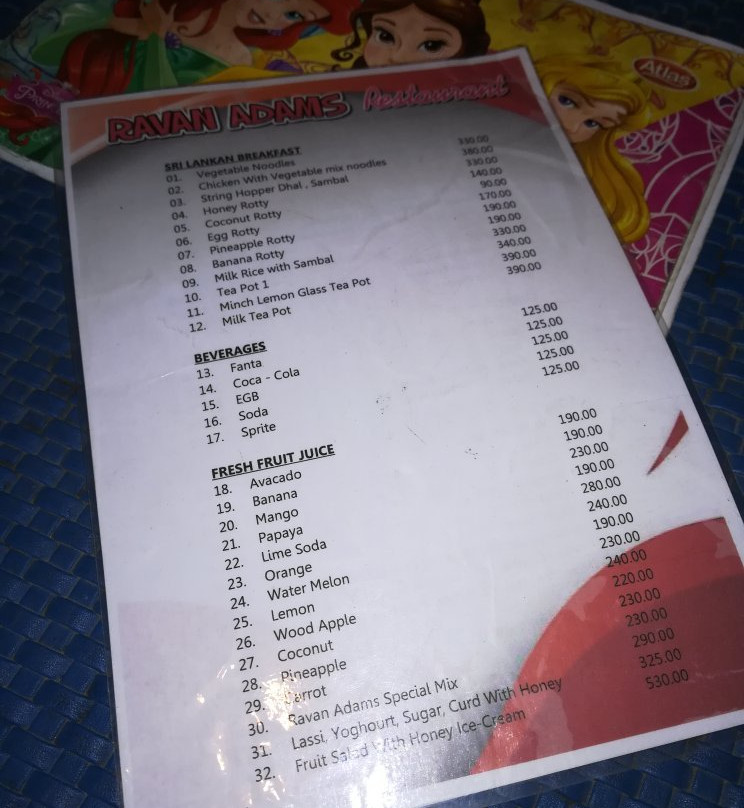 Atlas
RAVAN ADAMS Restaurant
SRI LANKAN BREAKFAST
01. Vegetable Noodles 330.00
02. Chicken With Vegetable mix noodles 380.00
03. String Hopper Dhal , Sambal 330.00
04. Honey Rotty 140.00
05. Coconut Rotty 90.00
06. Egg Rotty 170.00
07. Pineapple Rotty 190.00
08. Banana Rotty 190.00
09. Milk Rice with Sambal 330.00
10. Tea Pot 1 340.00
11. Minch Lemon Glass Tea Pot 390.00
12. Milk Tea Pot 390.00
BEVERAGES
13. Fanta 125.00
14. Coca - Cola 125.00
15. EGB 125.00
16. Soda 125.00
17. Sprite 125.00
FRESH FRUIT JUICE
18. Avacado 190.00
19. Banana 190.00
20. Mango 230.00
21. Papaya 190.00
22. Lime Soda 280.00
23. Orange 240.00
24. Water Melon 190.00
25. Lemon 230.00
26. Wood Apple 240.00
27. Coconut 220.00
28. Pineapple 230.00
29. Carrot 230.00
30. Ravan Adams Special Mix 290.00
31. Lassi, Yoghourt, Sugar, Curd With Honey 325.00
32. Fruit Salad With Honey Ice-Cream 530.00